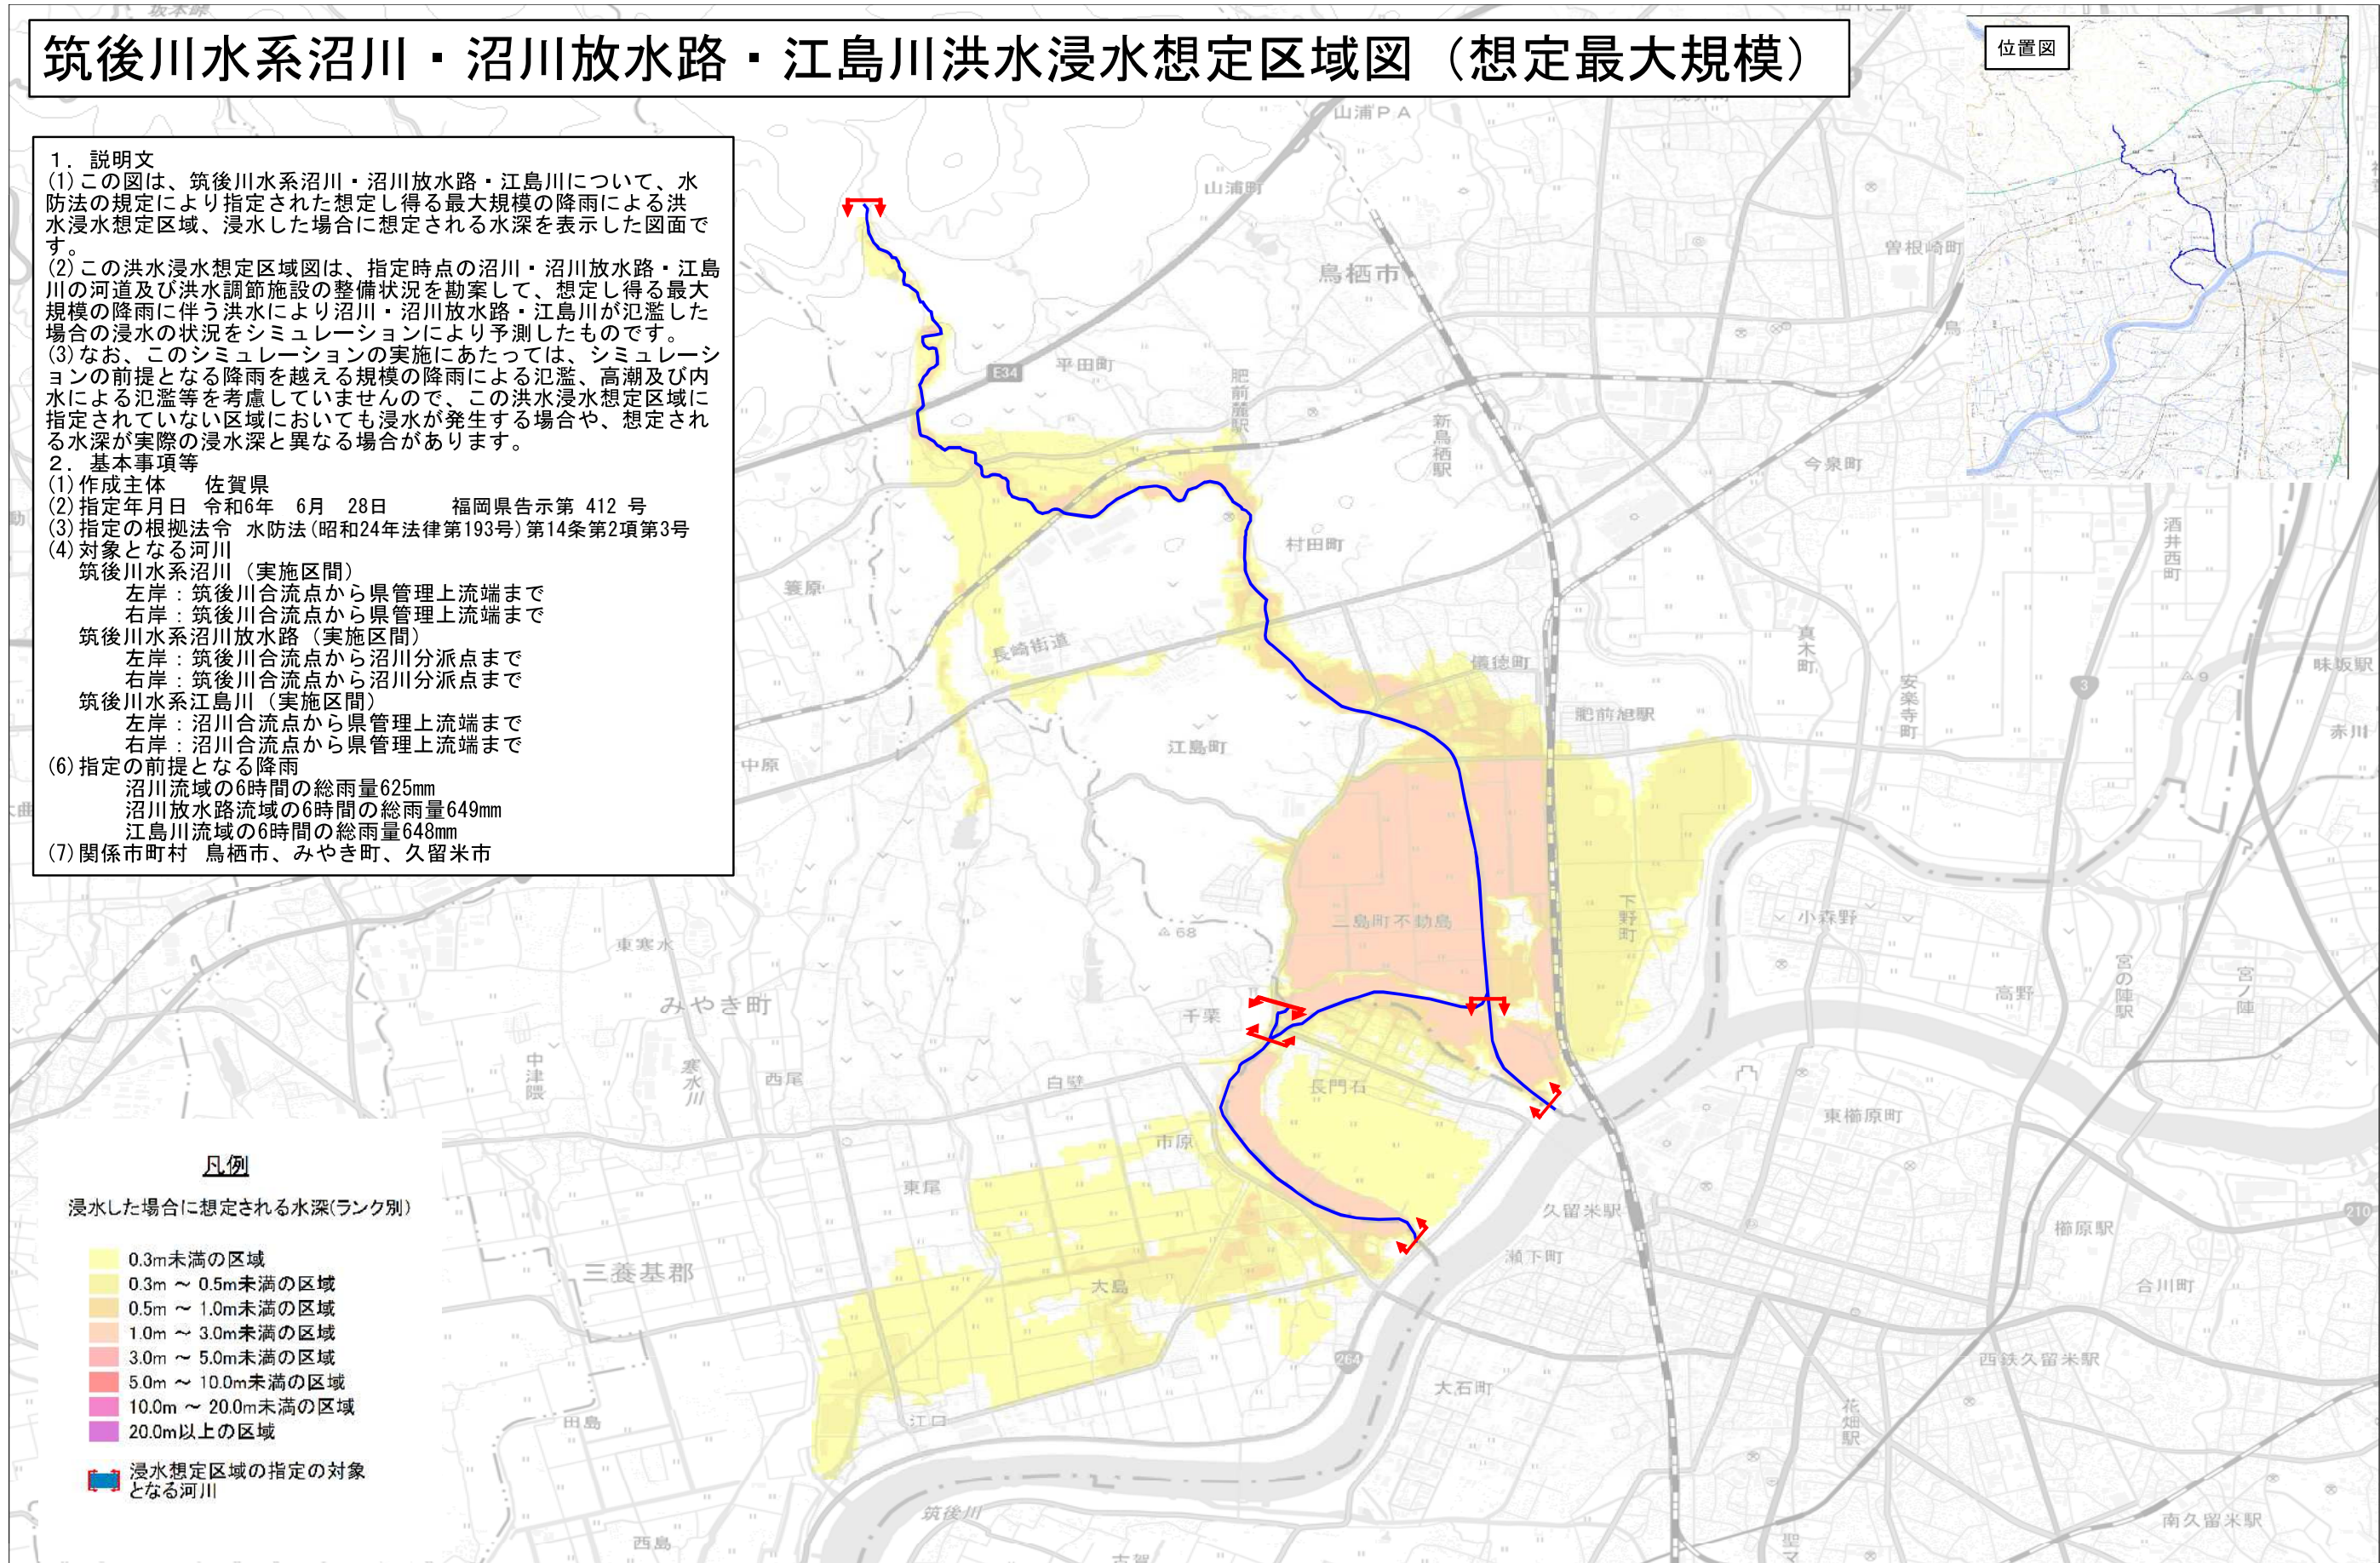 筑後川水系沼川・沼川放水路・江島川洪水浸水想定区域図（想定最大規模）
位置図
1．説明文
(1)この図は、筑後川水系沼川・沼川放水路・江島川について、水
防法の規定により指定された想定し得る最大規模の降雨による洪
水浸水想定区域、浸水した場合に想定される水深を表示した図面で
す。
(2)この洪水浸水想定区域図は、指定時点の沼川・沼川放水路・江島
川の河道及び洪水調節施設の整備状況を勘案して、想定し得る最大
規模の降雨に伴う洪水により沼川・沼川放水路・江島川が氾濫した
場合の浸水の状況をシミュレーションにより予測したものです。
(3)なお、このシミュレーションの実施にあたっては、シミュレーシ
ョンの前提となる降雨を越える規模の降雨による氾濫、高潮及び内
水による氾濫等を考慮していませんので、この洪水浸水想定区域に
指定されていない区域においても浸水が発生する場合や、想定され
る水深が実際の浸水深と異なる場合があります。
2．基本事項等
(1)作成主体 佐賀県
(2)指定年月日 令和6年 6月 28日 福岡県告示第 412 号
(3)指定の根拠法令 水防法(昭和24年法律第193号)第14条第2項第3号
(4)対象となる河川
筑後川水系沼川（実施区間）
左岸：筑後川合流点から県管理上流端まで
右岸：筑後川合流点から県管理上流端まで
筑後川水系沼川放水路（実施区間）
左岸：筑後川合流点から沼川分派点まで
右岸：筑後川合流点から沼川分派点まで
筑後川水系江島川（実施区間）
左岸：沼川合流点から県管理上流端まで
右岸：沼川合流点から県管理上流端まで
(6)指定の前提となる降雨
沼川流域の6時間の総雨量625mm
沼川放水路流域の6時間の総雨量649mm
江島川流域の6時間の総雨量648mm
(7)関係市町村 鳥栖市、みやき町、久留米市
凡例
浸水した場合に想定される水深(ランク別)
0.3m未満の区域
0.3m ～ 0.5m未満の区域
0.5m ～ 1.0m未満の区域
1.0m ～ 3.0m未満の区域
3.0m ～ 5.0m未満の区域
5.0m ～ 10.0m未満の区域
10.0m ～ 20.0m未満の区域
20.0m以上の区域
浸水想定区域の指定の対象
となる河川
山浦PA
山浦町
鳥栖市
曽根崎町
鳥
E34
平田町
肥前麓駅
新鳥栖駅
今泉町
酒井西町
村田町
簑原
長崎街道
儀徳町
真木町
味坂駅
9
3
安楽寺町
肥前旭駅
赤川
江島町
中原
三島町不動島
下野町
小森野
68
東寒水
みやき町
千栗
高野
宮の陣駅
宮ノ陣
中津隈
寒水川
西尾
白壁
長門石
東櫛原町
市原
東尾
久留米駅
櫛原駅
210
瀬下町
三養基郡
大島
合川町
264
西鉄久留米駅
大石町
田島
江口
花畑駅
筑後川
西島
古賀
南久留米駅
聖マ